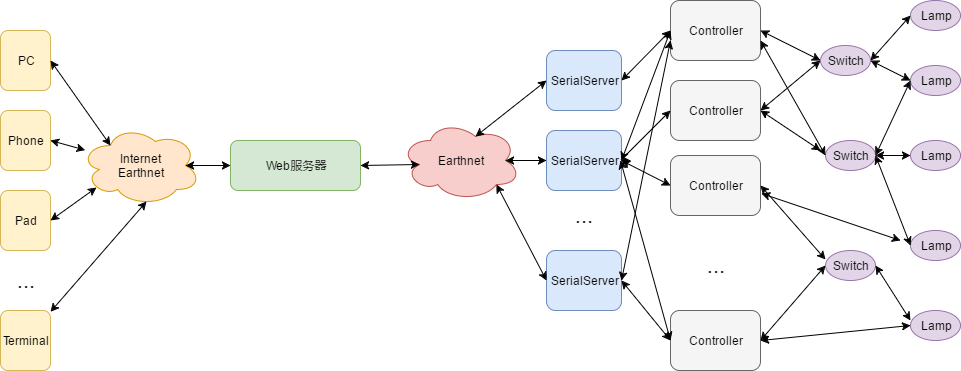 PC
Phone
Pad
...
Terminal
Internet
Earthnet
Web服务器
Earthnet
SerialServer
SerialServer
...
SerialServer
Controller
Controller
Controller
...
Controller
Switch
Switch
Switch
Lamp
Lamp
Lamp
Lamp
Lamp